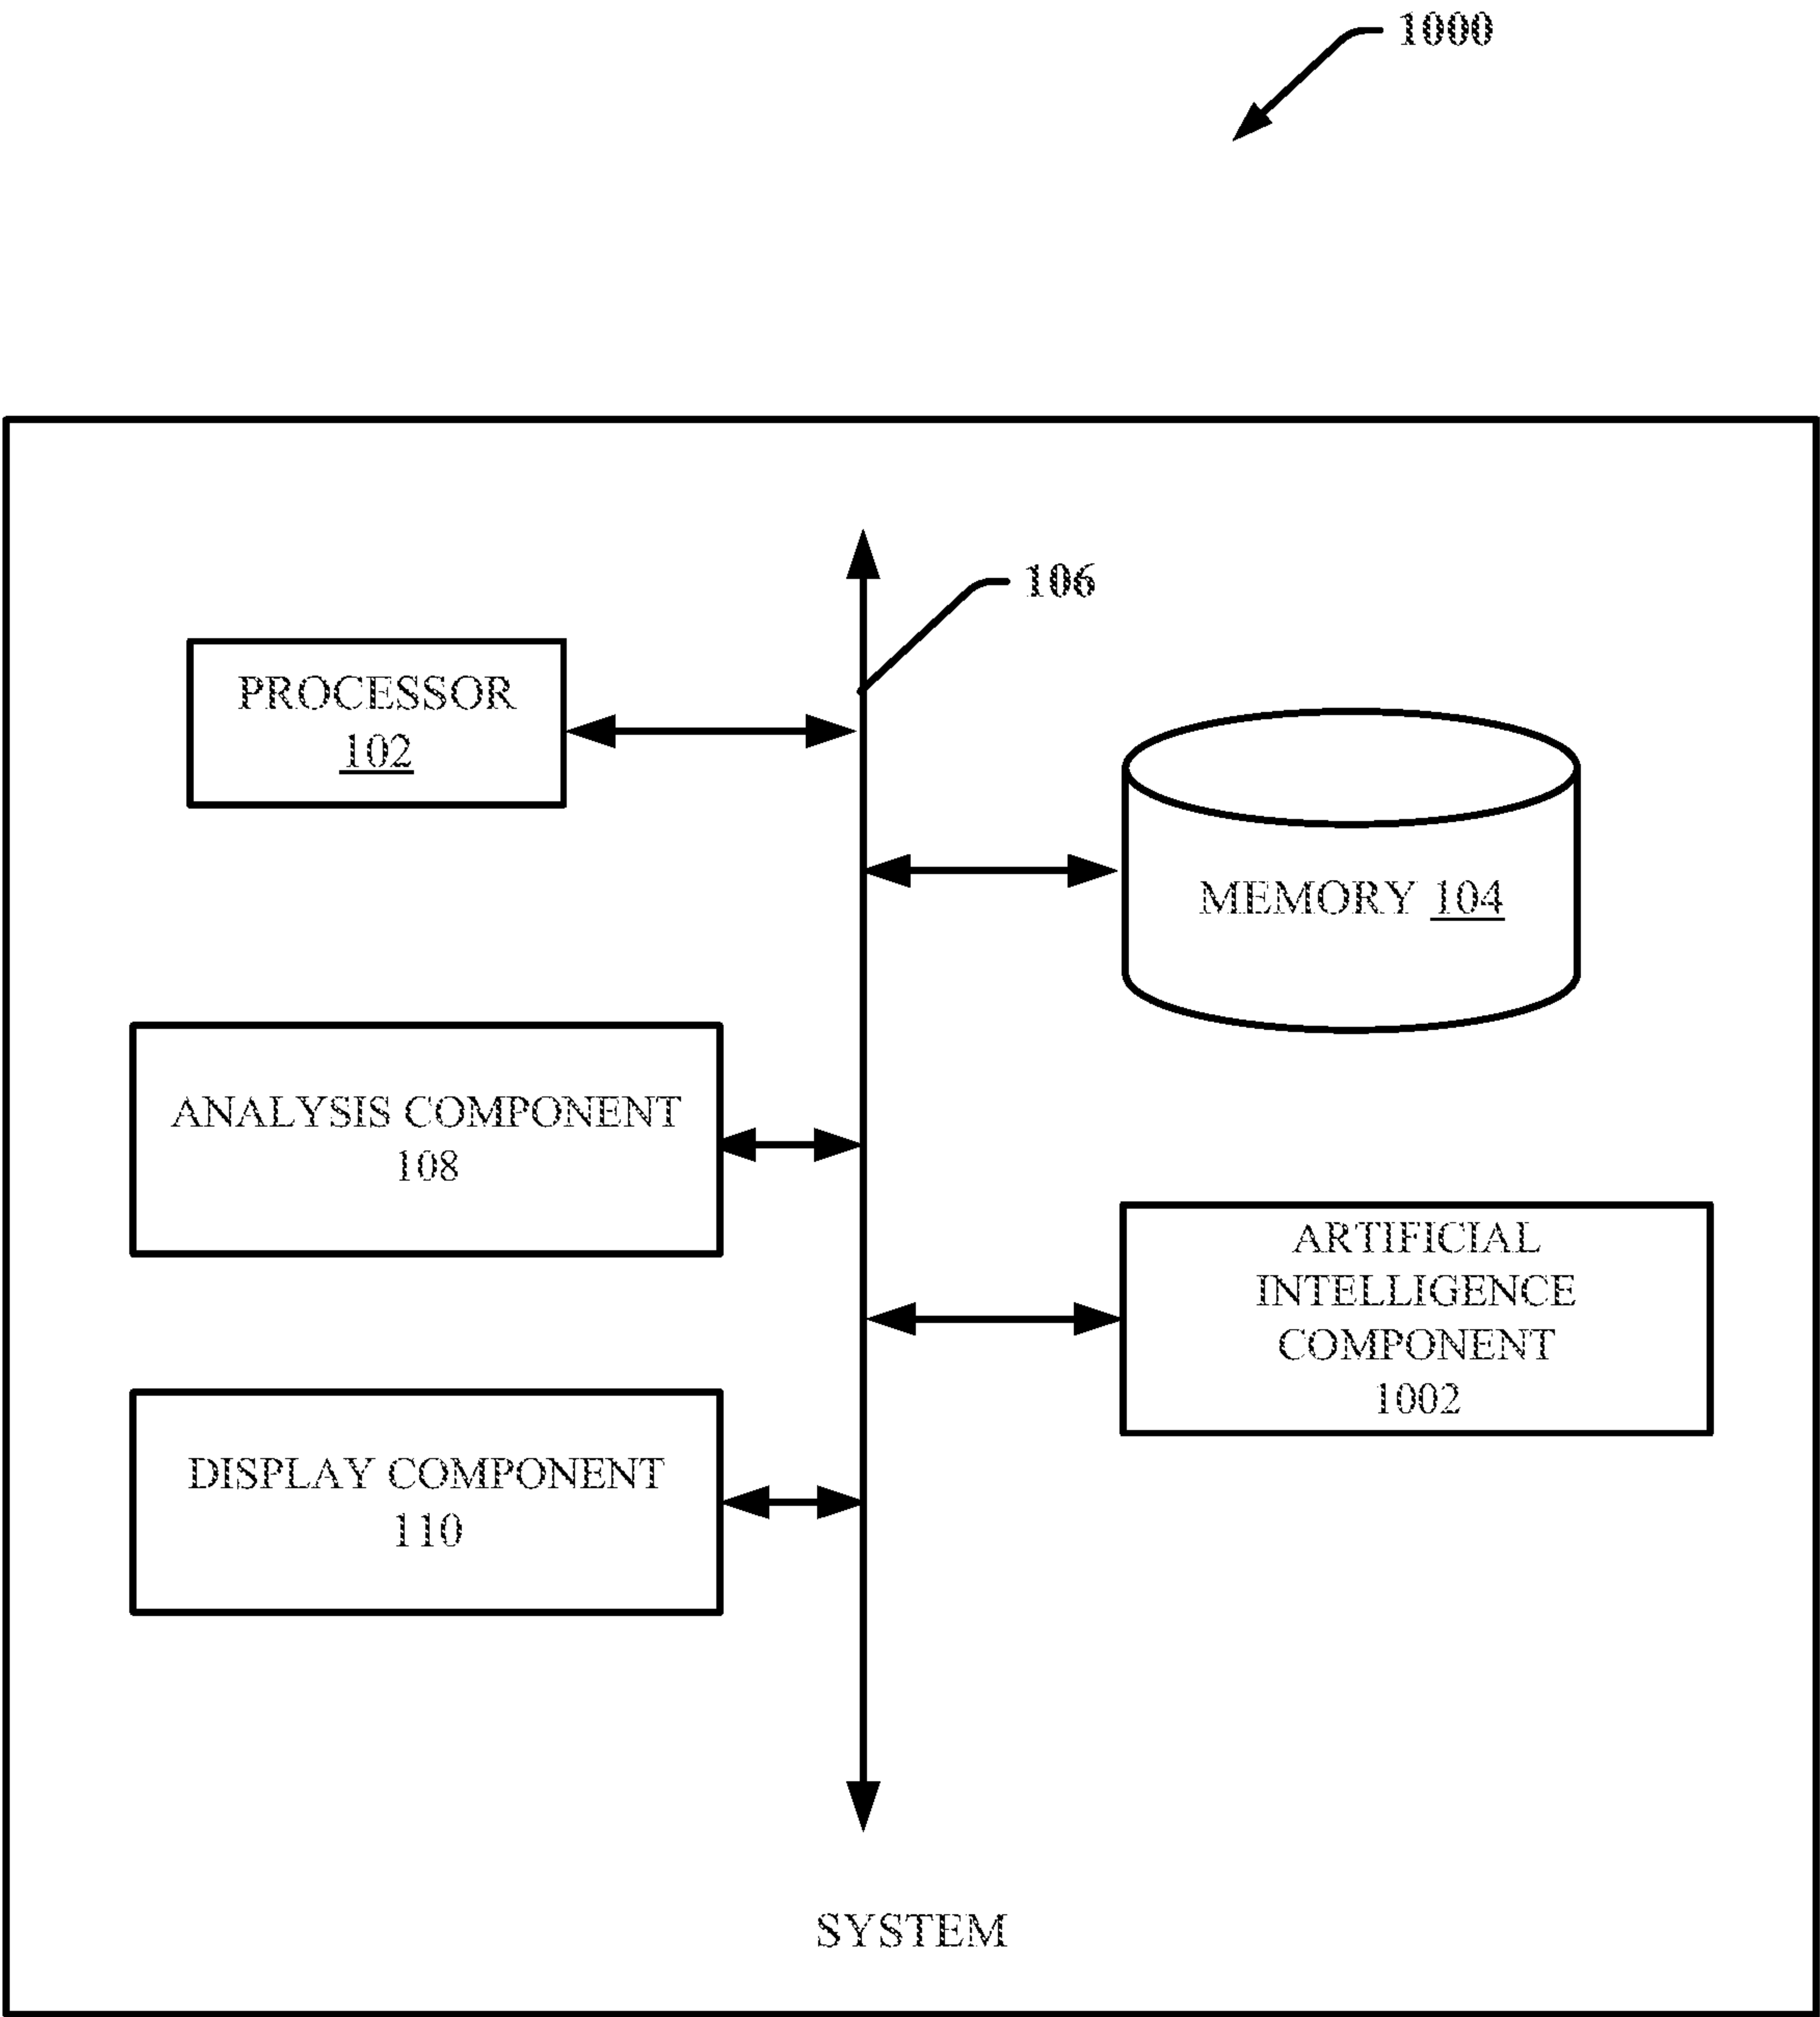 1000
106
PROCESSOR
102
MEMORY 104
ANALYSIS COMPONENT
108
ARTIFICIAL
INTELLIGENCE
COMPONENT
1002
DISPLAY COMPONENT
110
SYSTEM